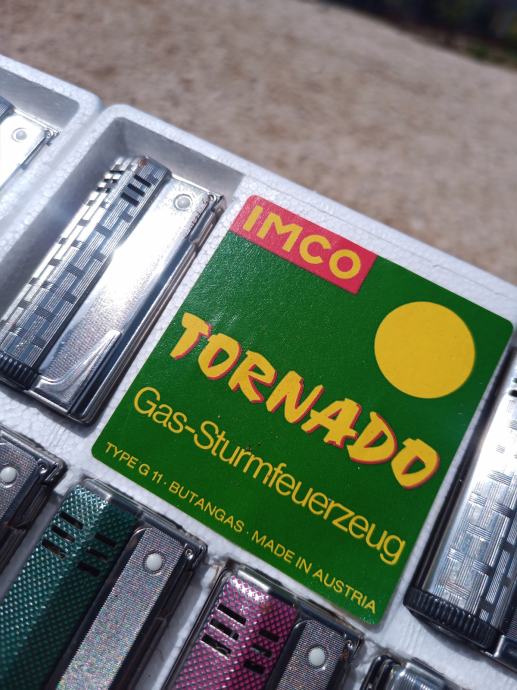 IMCO
TORNADO
Gas-Sturmfeuerzeug
TYPE G 11 · BUTANGAS · MADE IN AUSTRIA